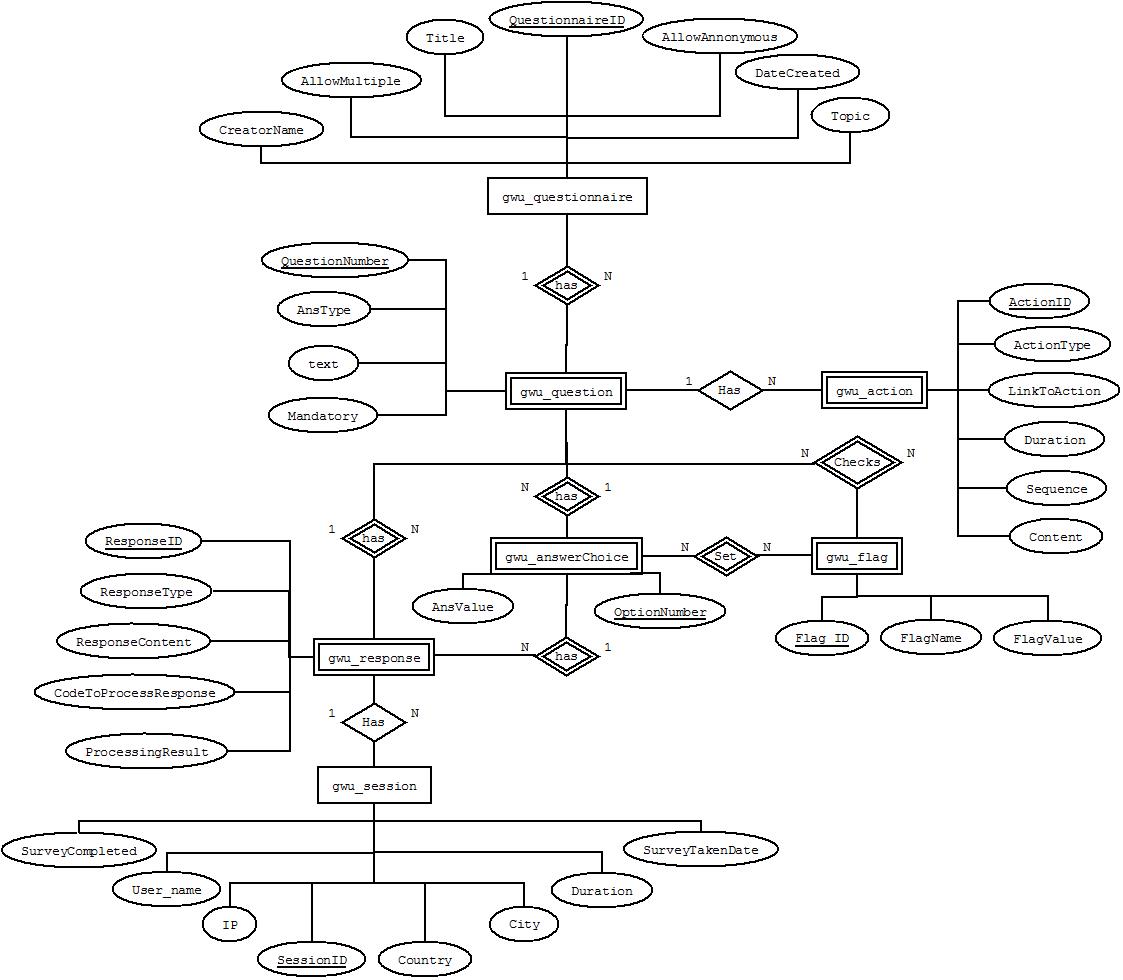 QuestionnaireID
Title
AllowAnnonymous
AllowMultiple
DateCreated
CreatorName
Topic
gwu_questionnaire
QuestionNumber
1 has N
AnsType
text
Mandatory
gwu_question
1 Has N
gwu_action
ActionID
ActionType
LinkToAction
Duration
Sequence
Content
N Checks N
N has 1
1 has N
gwu_answerChoice
N Set N
gwu_flag
AnsValue
OptionNumber
Flag ID
FlagName
FlagValue
ResponseID
ResponseType
ResponseContent
CodeToProcessResponse
ProcessingResult
gwu_response
N has 1
1 Has N
gwu_session
SurveyCompleted
SurveyTakenDate
User_name
Duration
IP
City
SessionID
Country